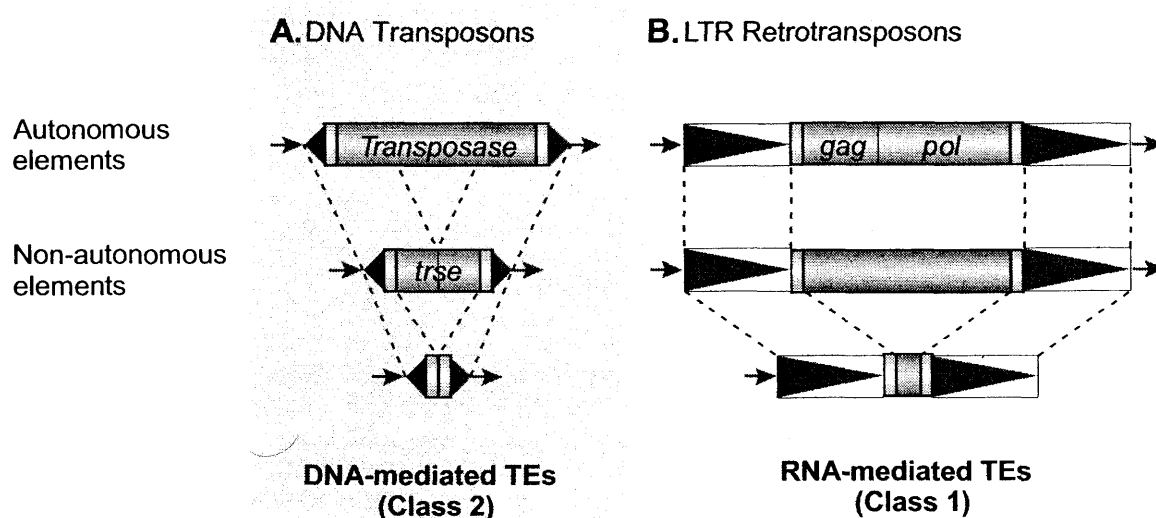 A. DNA Transposons
B. LTR Retrotransposons
Autonomous
elements
Transposase
gag
pol
Non-autonomous
elements
trse
DNA-mediated TEs
(Class 2)
RNA-mediated TEs
(Class 1)